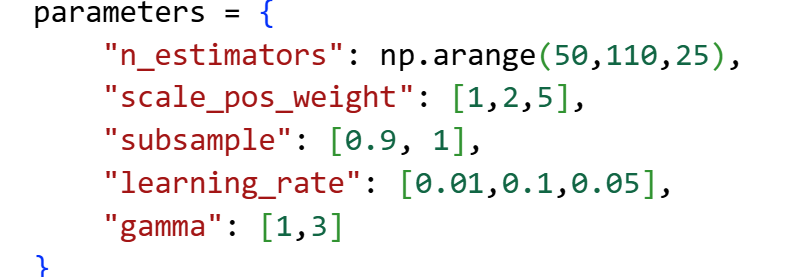 parameters = {
    "n_estimators": np.arange(50,110,25),
    "scale_pos_weight": [1,2,5],
    "subsample": [0.9, 1],
    "learning_rate": [0.01,0.1,0.05],
    "gamma": [1,3]
}